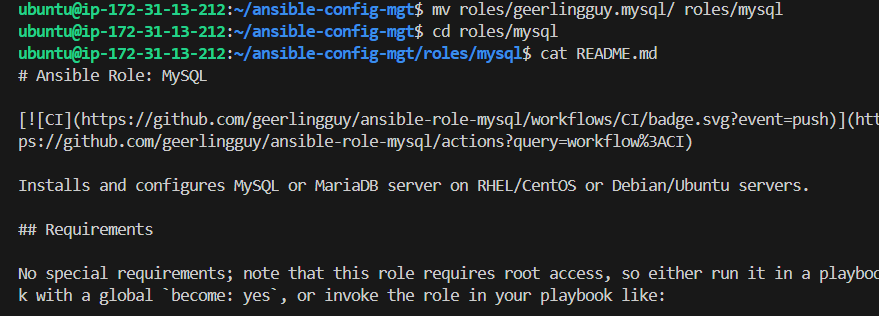 ubuntu@ip-172-31-13-212:~/ansible-config-mgt$ mv roles/geerlingguy.mysql/ roles/mysql
ubuntu@ip-172-31-13-212:~/ansible-config-mgt$ cd roles/mysql
ubuntu@ip-172-31-13-212:~/ansible-config-mgt/roles/mysql$ cat README.md
# Ansible Role: MySQL
[![CI](https://github.com/geerlingguy/ansible-role-mysql/workflows/CI/badge.svg?event=push)](htt
ps://github.com/geerlingguy/ansible-role-mysql/actions?query=workflow%3ACI)
Installs and configures MySQL or MariaDB server on RHEL/CentOS or Debian/Ubuntu servers.
## Requirements
No special requirements; note that this role requires root access, so either run it in a playboo
k with a global `become: yes`, or invoke the role in your playbook like: